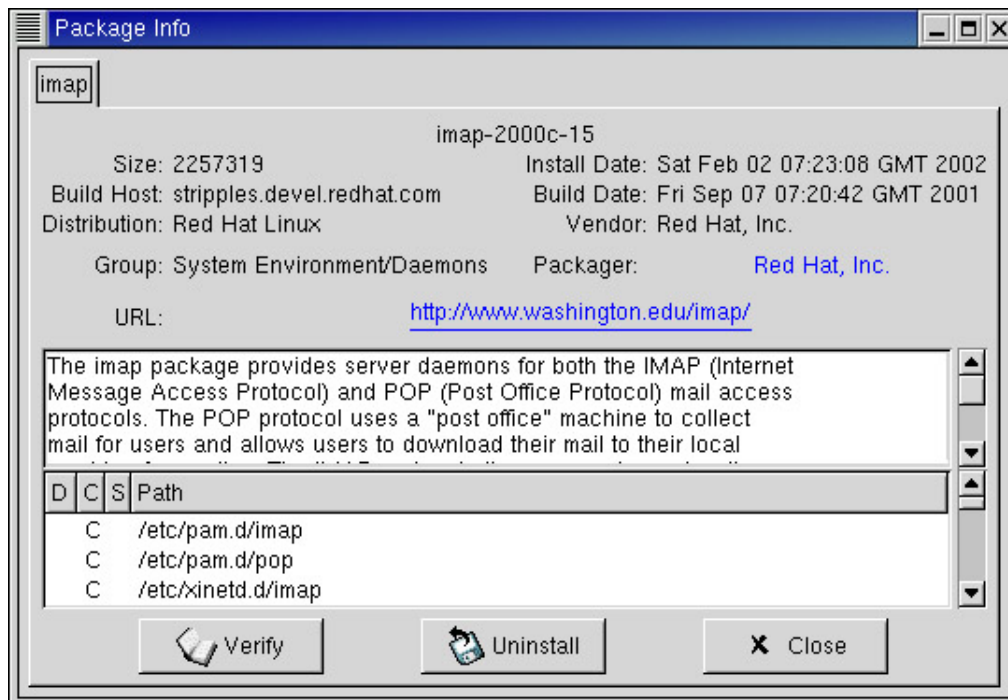 Package Info
imap
imap-2000c-15
Size: 2257319 Install Date: Sat Feb 02 07:23:08 GMT 2002
Build Host: stripples.devel.redhat.com Build Date: Fri Sep 07 07:20:42 GMT 2001
Distribution: Red Hat Linux Vendor: Red Hat, Inc.
Group: System Environment/Daemons Packager: Red Hat, Inc.
URL: http://www.washington.edu/imap/
The imap package provides server daemons for both the IMAP (Internet
Message Access Protocol) and POP (Post Office Protocol) mail access
protocols. The POP protocol uses a "post office" machine to collect
mail for users and allows users to download their mail to their local
D C S Path
C /etc/pam.d/imap
C /etc/pam.d/pop
C /etc/xinetd.d/imap
Verify Uninstall Close